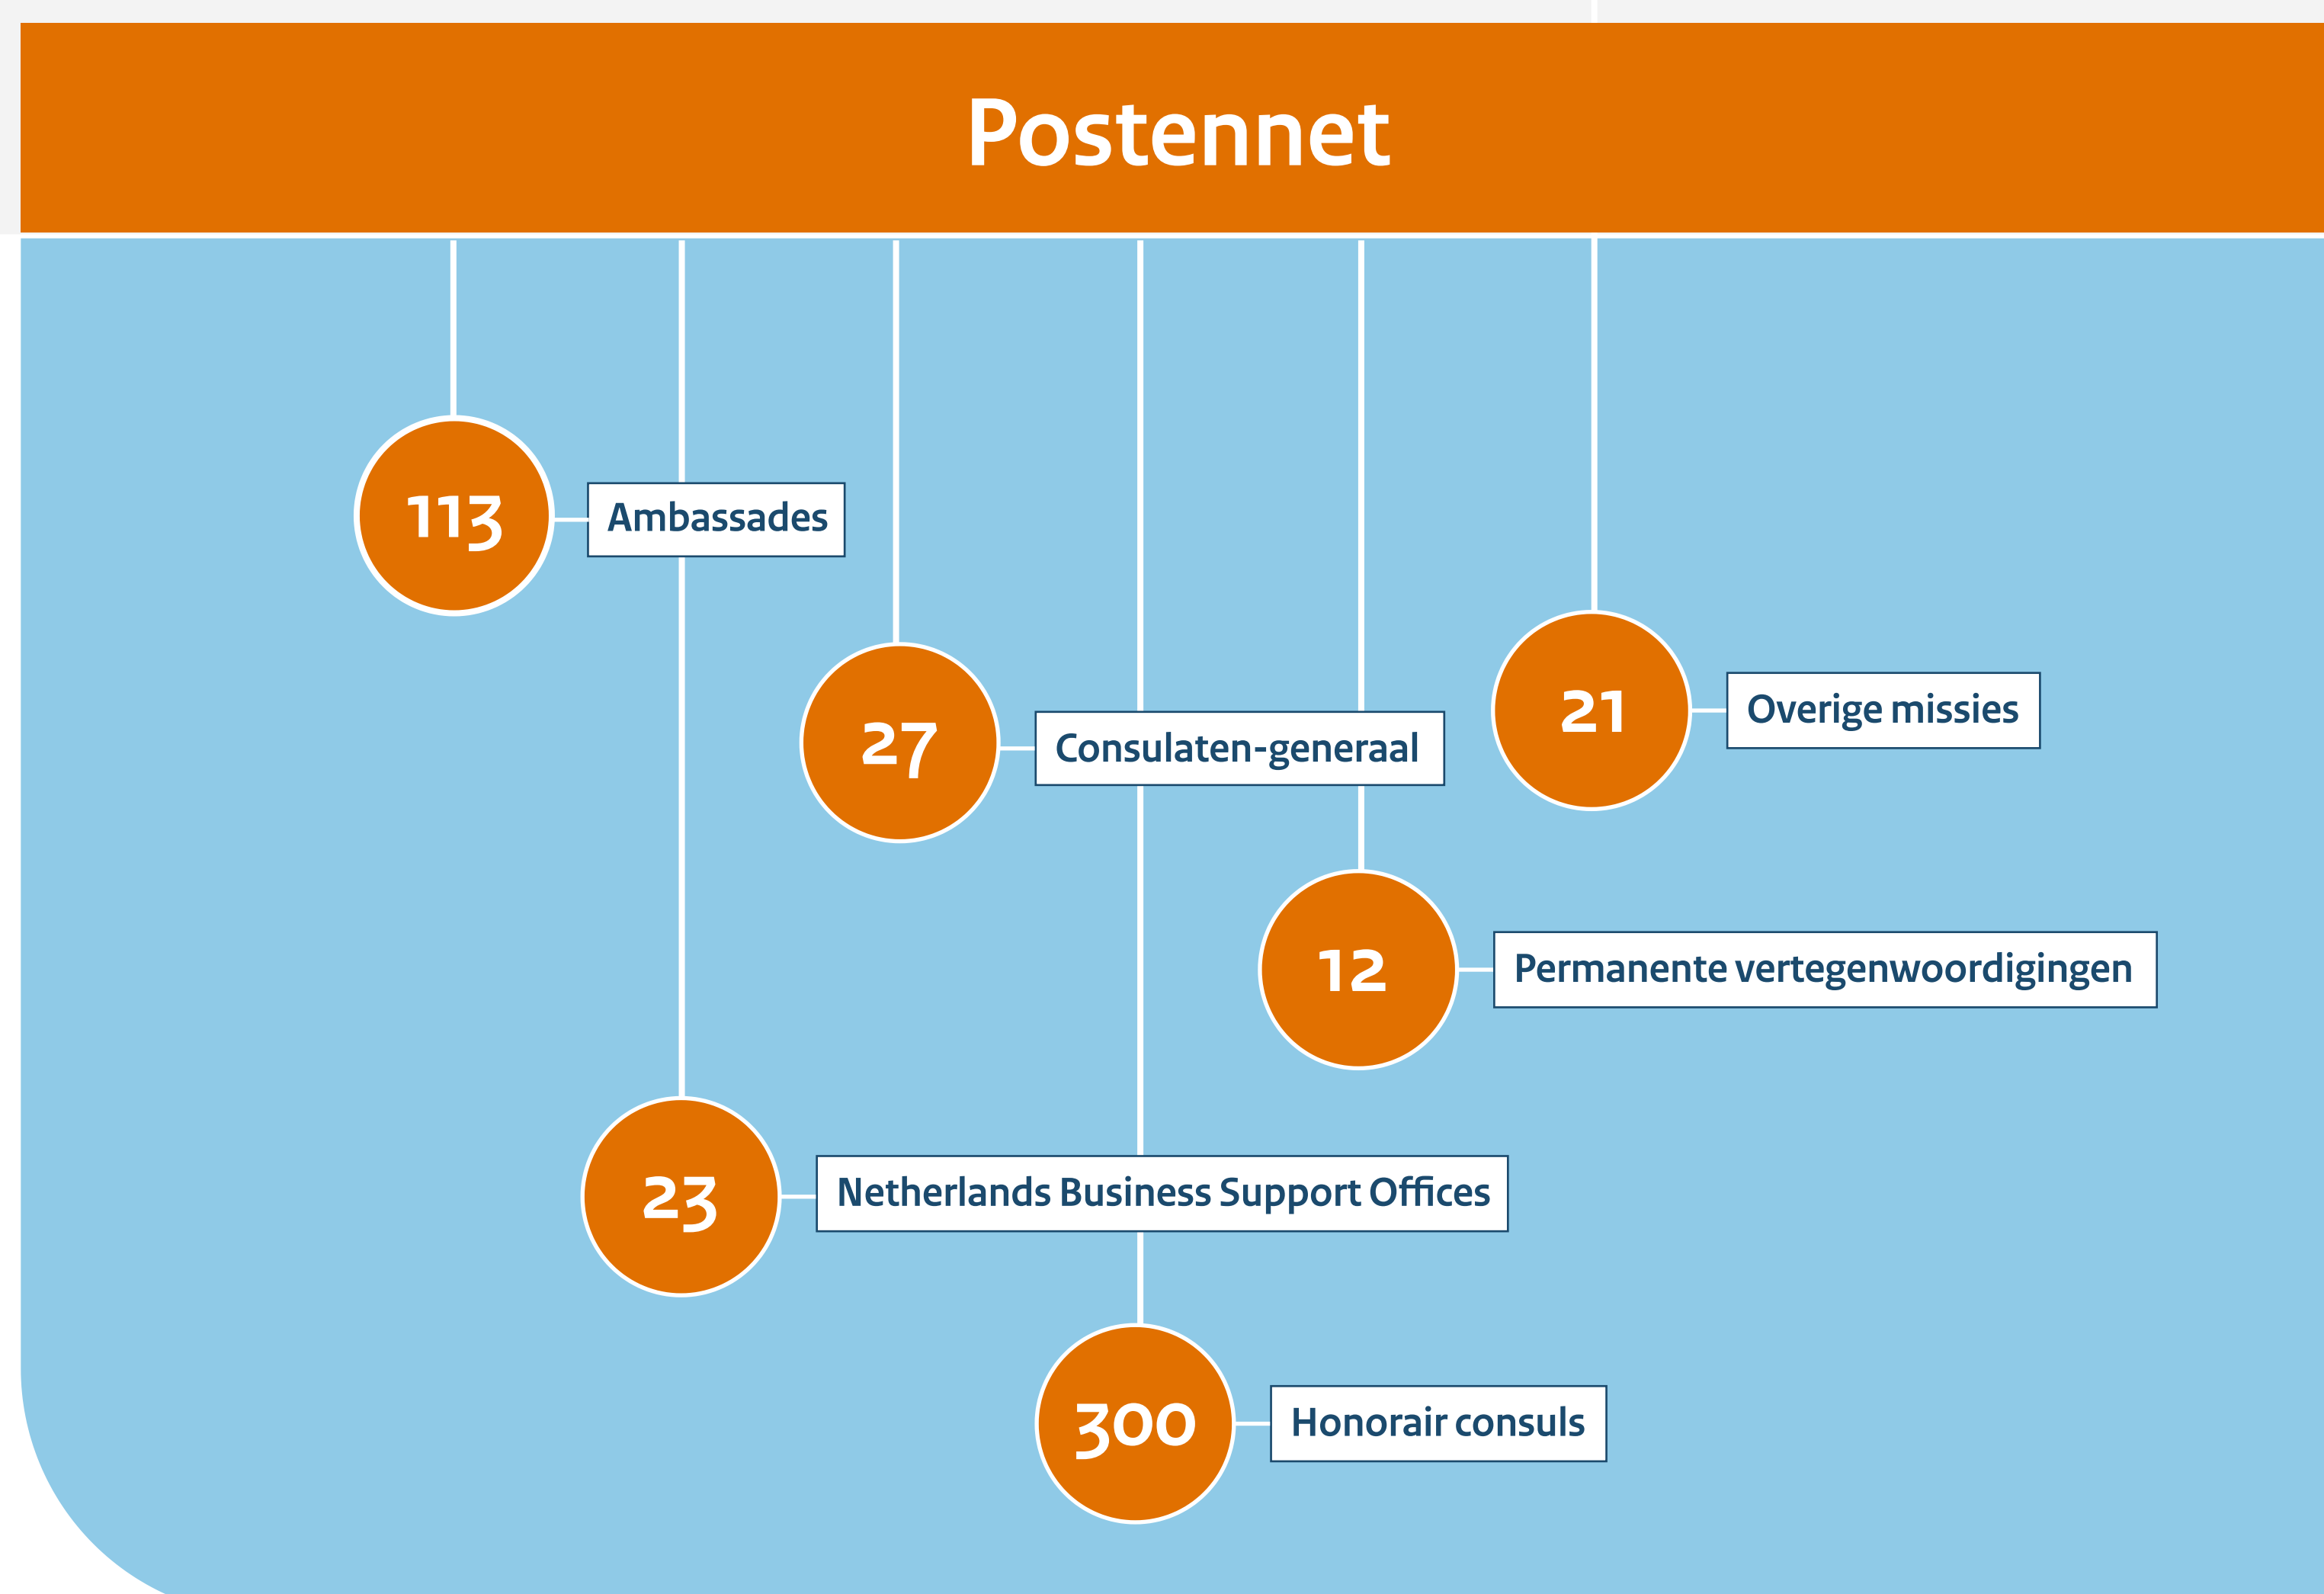 Postennet
113
Ambassades
21
Overige missies
27
Consulaten-generaal
12
Permanente vertegenwoordigingen
23
Netherlands Business Support Offices
300
Honorair consuls